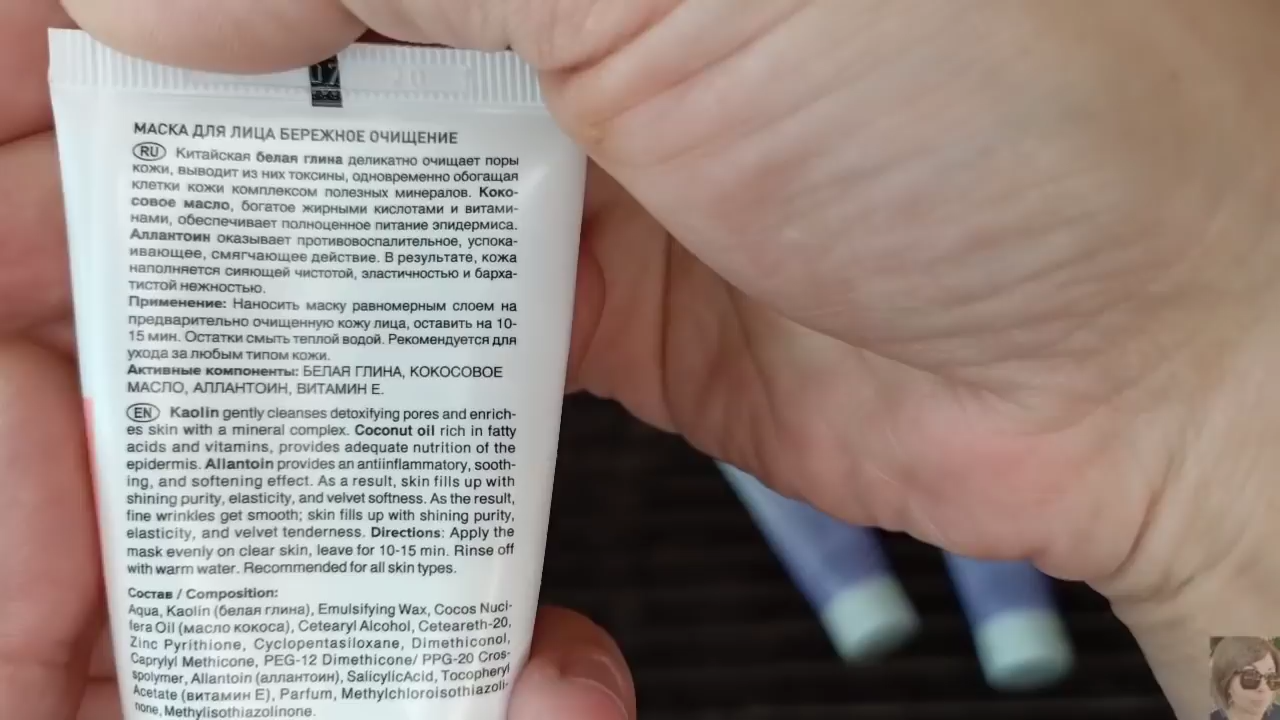 МАСКА ДЛЯ ЛИЦА БЕРЕЖНОЕ ОЧИЩЕНИЕ
RU Китайская белая глина деликатно очищает поры
кожи, выводит из них токсины, одновременно обогащая
клетки кожи комплексом полезных минералов. Коко-
совое масло, богатое жирными кислотами и витами-
нами, обеспечивает полноценное питание эпидермиса.
Аллантоин оказывает противовоспалительное, успока-
ивающее, смягчающее действие. В результате, кожа
наполняется сияющей чистотой, эластичностью и барха-
тистой нежностью.
Применение: Наносить маску равномерным слоем на
предварительно очищенную кожу лица, оставить на 10-
15 мин. Остатки смыть теплой водой. Рекомендуется для
ухода за любым типом кожи.
Активные компоненты: БЕЛАЯ ГЛИНА, КОКОСОВОЕ
МАСЛО, АЛЛАНТОИН, ВИТАМИН Е.
EN Kaolin gently cleanses detoxifying pores and enrich-
es skin with a mineral complex. Coconut oil rich in fatty
acids and vitamins, provides adequate nutrition of the
epidermis. Allantoin provides an antiinflammatory, sooth-
ing, and softening effect. As a result, skin fills up with
shining purity, elasticity, and velvet softness. As the result,
fine wrinkles get smooth; skin fills up with shining purity,
elasticity, and velvet tenderness. Directions: Apply the
mask evenly on clear skin, leave for 10-15 min. Rinse off
with warm water. Recommended for all skin types.
Состав / Composition:
Aqua, Kaolin (белая глина), Emulsifying Wax, Cocos Nuci-
fera Oil (масло кокоса), Cetearyl Alcohol, Ceteareth-20,
Zinc Pyrithione, Cyclopentasiloxane, Dimethiconol,
Caprylyl Methicone, PEG-12 Dimethicone/ PPG-20 Cros-
spolymer, Allantoin (аллантоин), SalicylicAcid, Tocopheryl
Acetate (витамин Е), Parfum, Methylchloroisothiazoli-
none, Methylisothiazolinone.